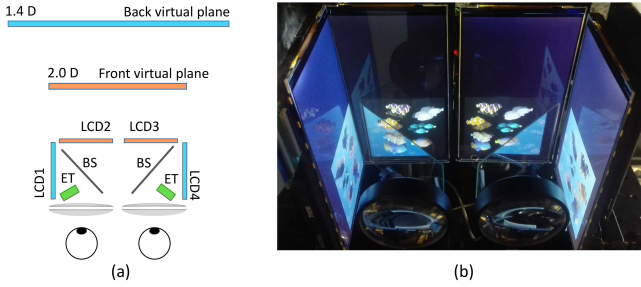 1.4 D
Back virtual plane
2.0 D
Front virtual plane
LCD2
LCD3
LCD1
BS
BS
LCD4
ET
ET
(a)
(b)